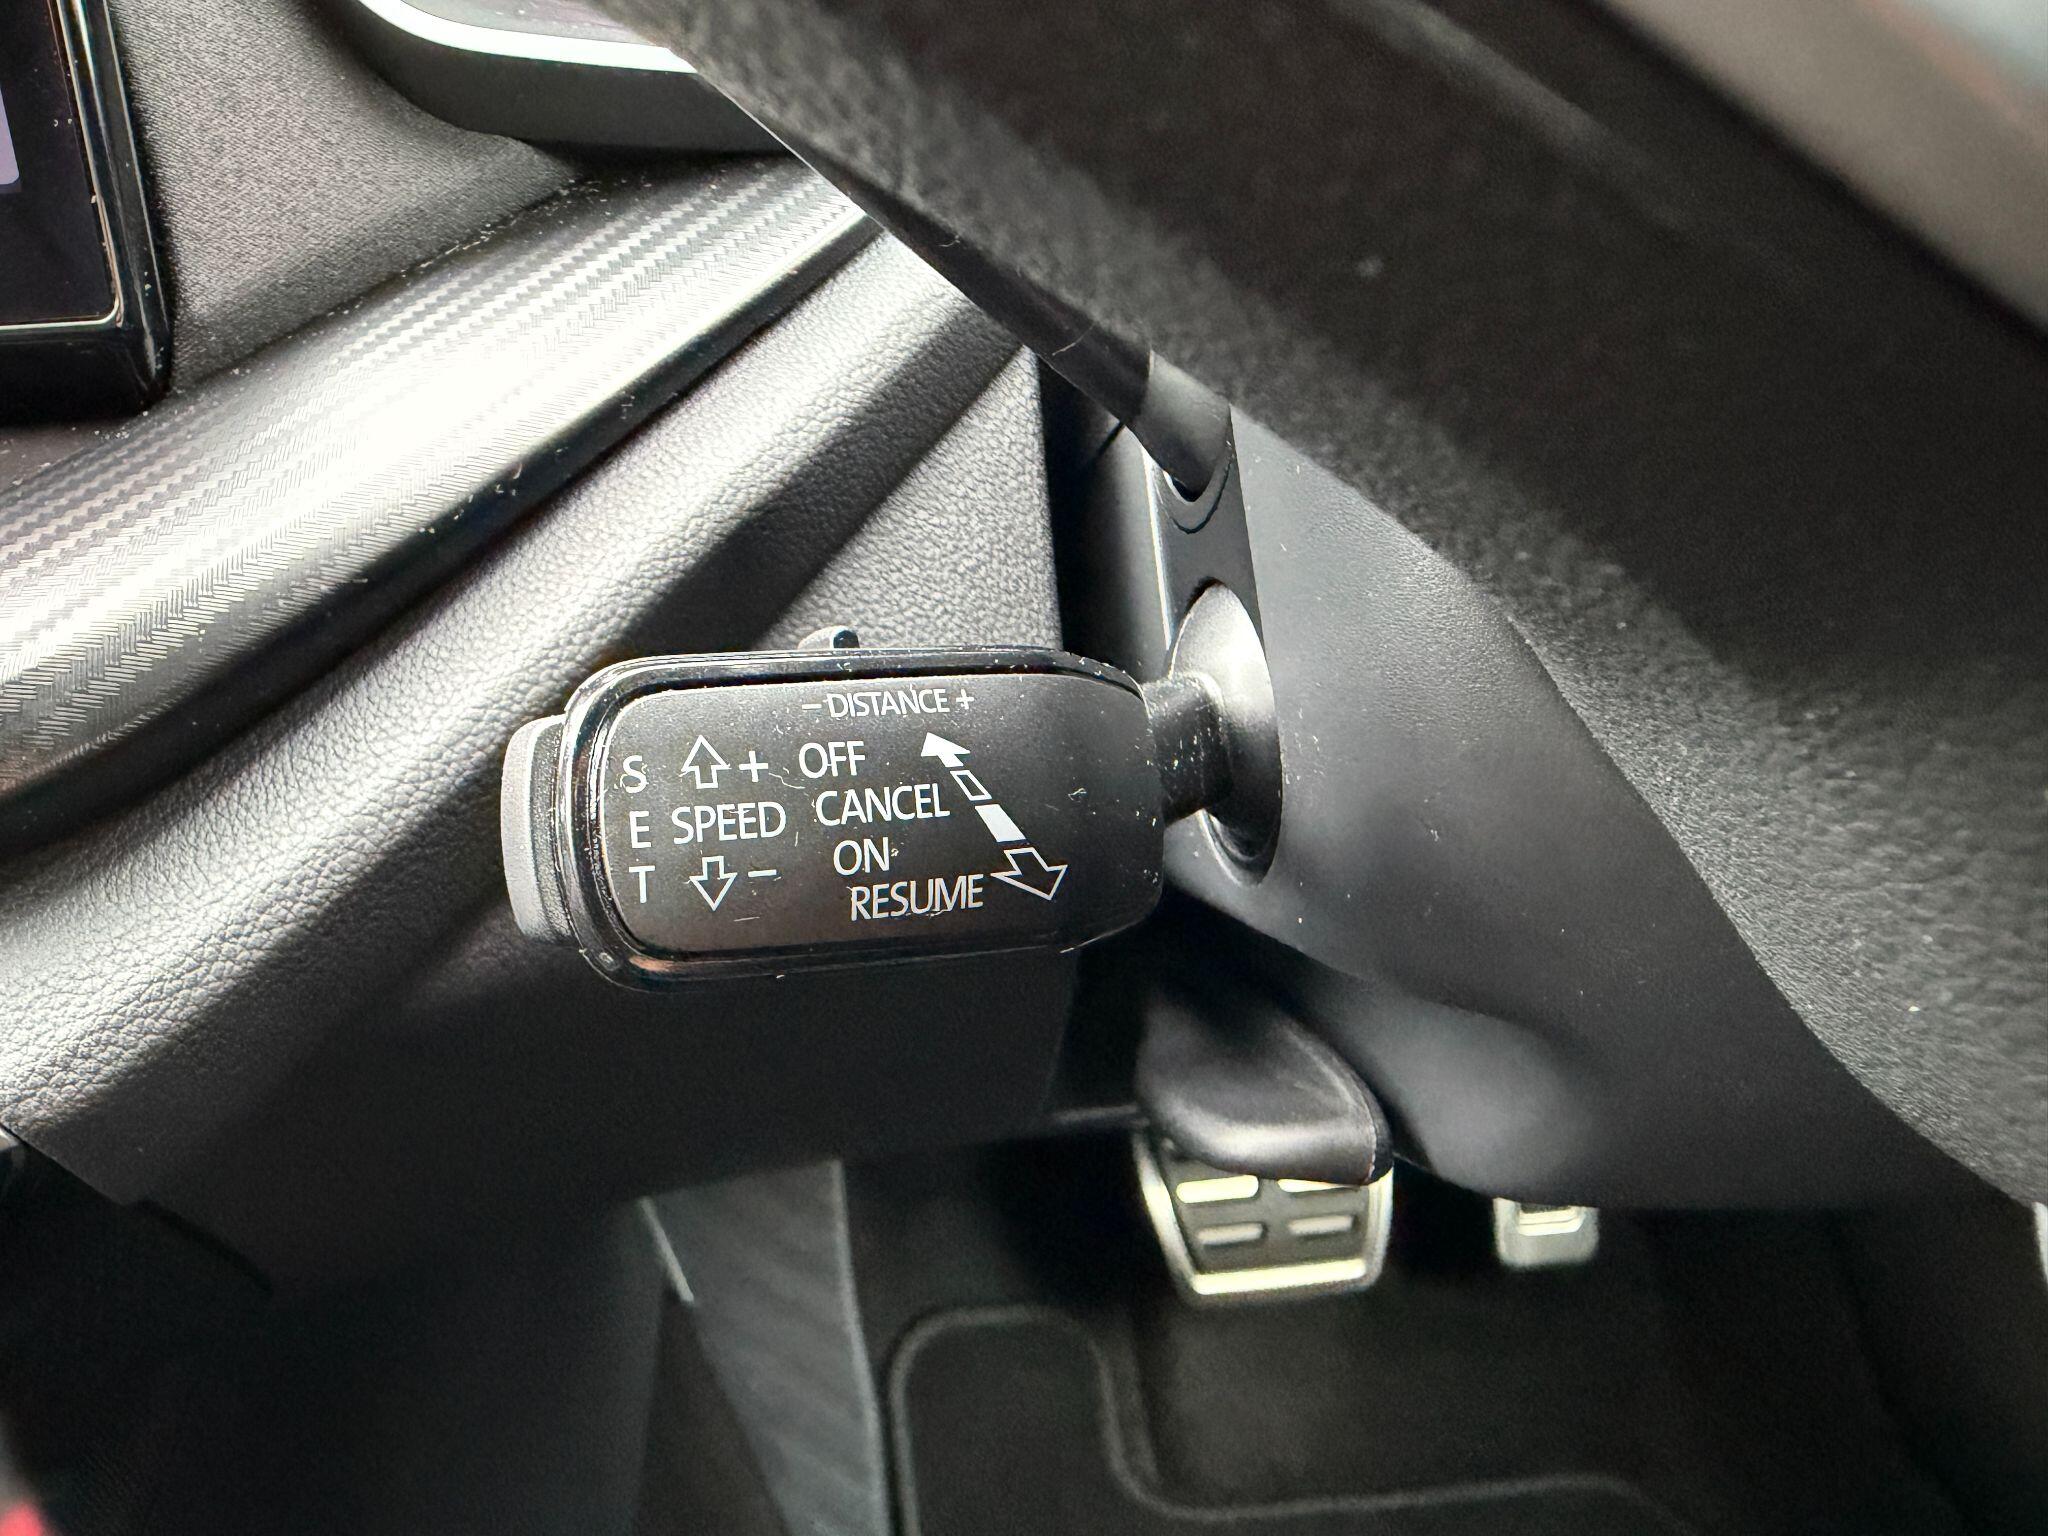 − DISTANCE +
S + OFF
E SPEED CANCEL
T − ON
RESUME